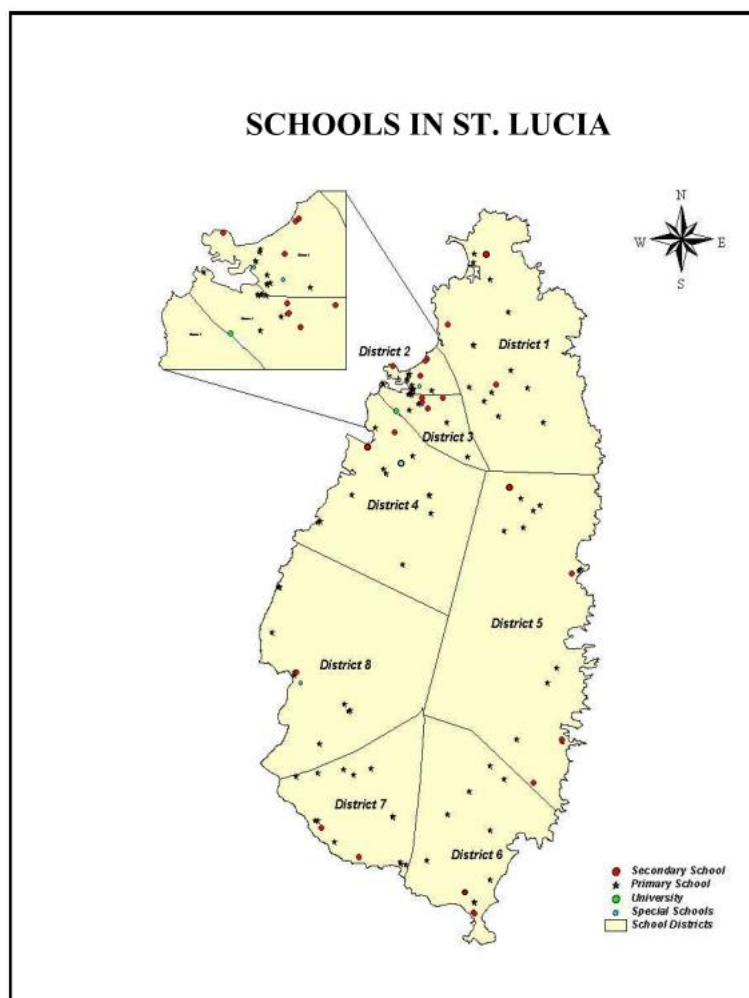 SCHOOLS IN ST. LUCIA
N
W E
S
District 1
District 2
District 3
District 4
District 5
District 8
District 7
District 6
Secondary School
Primary School
University
Special Schools
School Districts